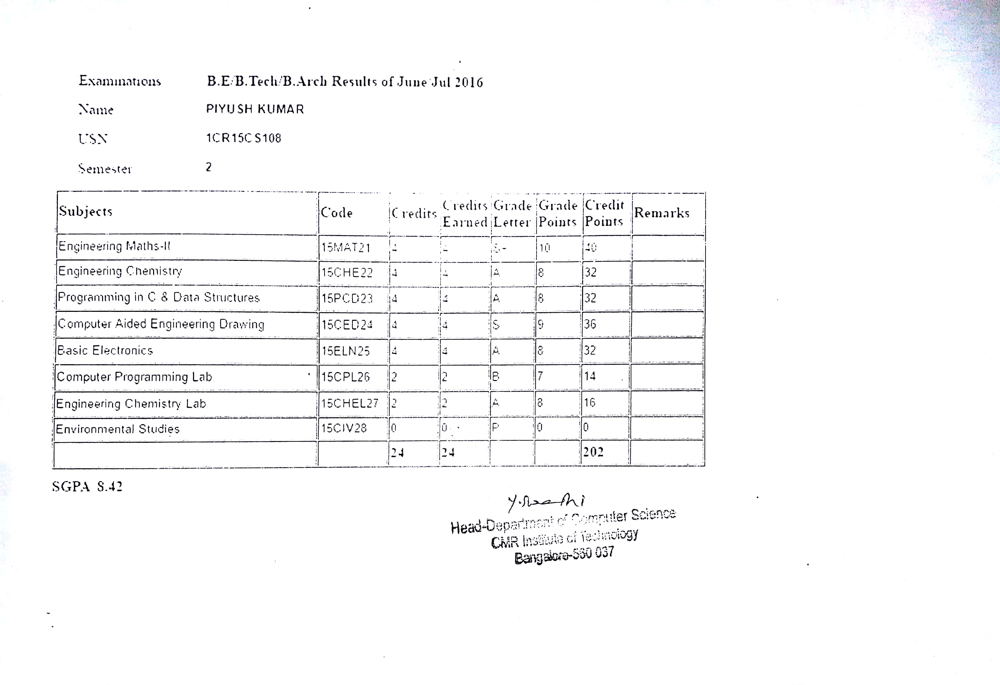 Examinations B.E/B.Tech/B.Arch Results of June/Jul 2016
Name PIYUSH KUMAR
USN 1CR15CS108
Semester 2
Subjects Code Credits Credits Earned Grade Letter Grade Points Credit Points Remarks
Engineering Maths-II 15MAT21 4 4 10 40
Engineering Chemistry 15CHE22 4 4 A 8 32
Programming in C & Data Structures 15PCD23 4 4 A 8 32
Computer Aided Engineering Drawing 15CED24 4 4 S 9 36
Basic Electronics 15ELN25 4 4 A 8 32
Computer Programming Lab 15CPL26 2 2 B 7 14
Engineering Chemistry Lab 15CHEL27 2 2 A 8 16
Environmental Studies 15CIV28 0 0 P 0 0
24 24 202
SGPA 8.42
Head-Department of Computer Science
CMR Institute of Technology
Bangalore-560 037